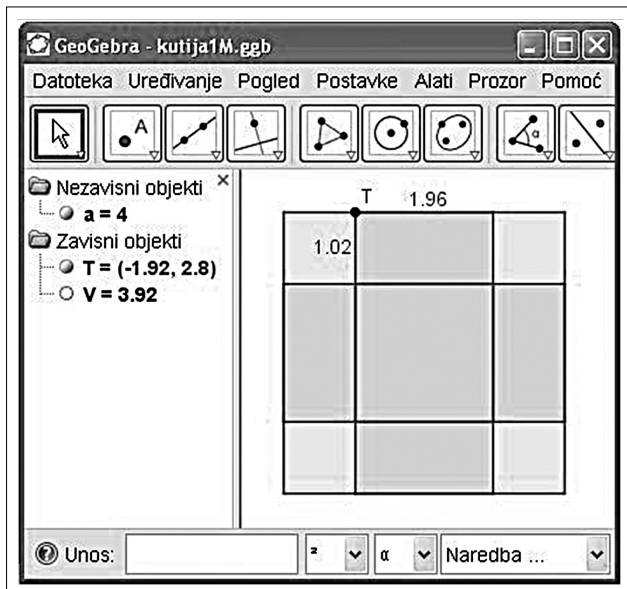 GeoGebra - kutija1M.ggb
Datoteka Uređivanje Pogled Postavke Alati Prozor Pomoć
A α
Nezavisni objekti
a = 4
Zavisni objekti
T = (-1.92, 2.8)
V = 3.92
T 1.96
1.02
Unos: ² α Naredba ...